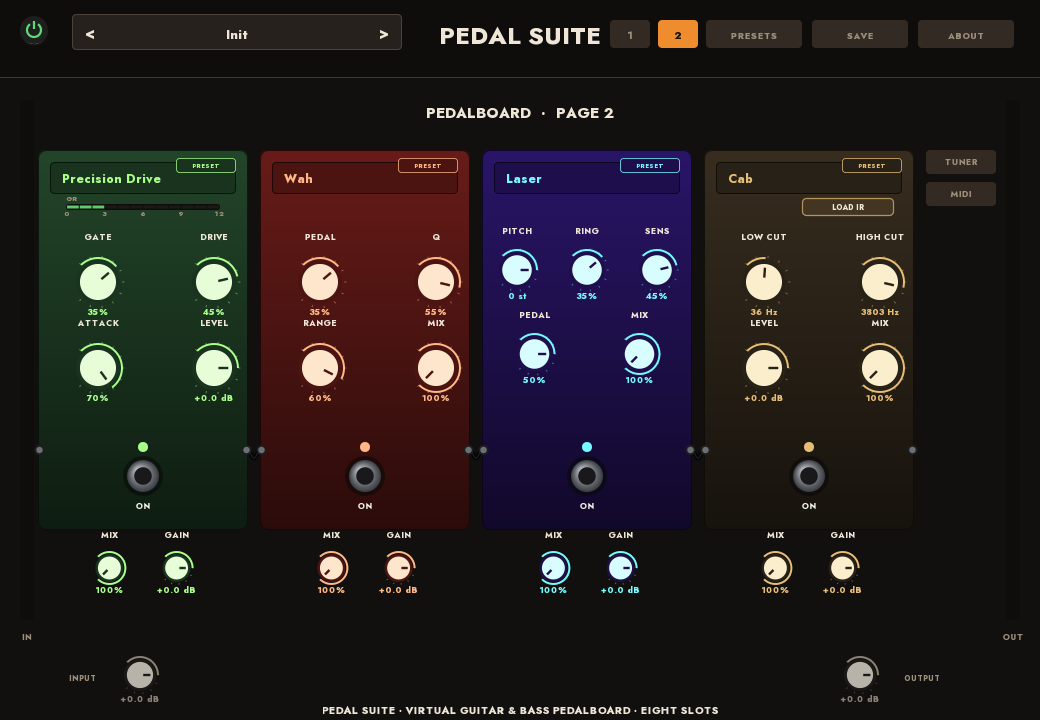 < Init >
PEDAL SUITE
1 2 PRESETS SAVE ABOUT
PEDALBOARD · PAGE 2
PRESET PRESET PRESET PRESET
Precision Drive Wah Laser Cab
TUNER
MIDI
GR
0 3 6 9 12
LOAD IR
GATE DRIVE PEDAL Q PITCH RING SENS LOW CUT HIGH CUT
35% 45% 35% 55% 0 st 35% 45% 36 Hz 3803 Hz
ATTACK LEVEL RANGE MIX PEDAL MIX LEVEL MIX
70% +0.0 dB 60% 100% 50% 100% +0.0 dB 100%
ON ON ON ON
MIX GAIN MIX GAIN MIX GAIN MIX GAIN
100% +0.0 dB 100% +0.0 dB 100% +0.0 dB 100% +0.0 dB
IN OUT
INPUT OUTPUT
+0.0 dB +0.0 dB
PEDAL SUITE · VIRTUAL GUITAR & BASS PEDALBOARD · EIGHT SLOTS